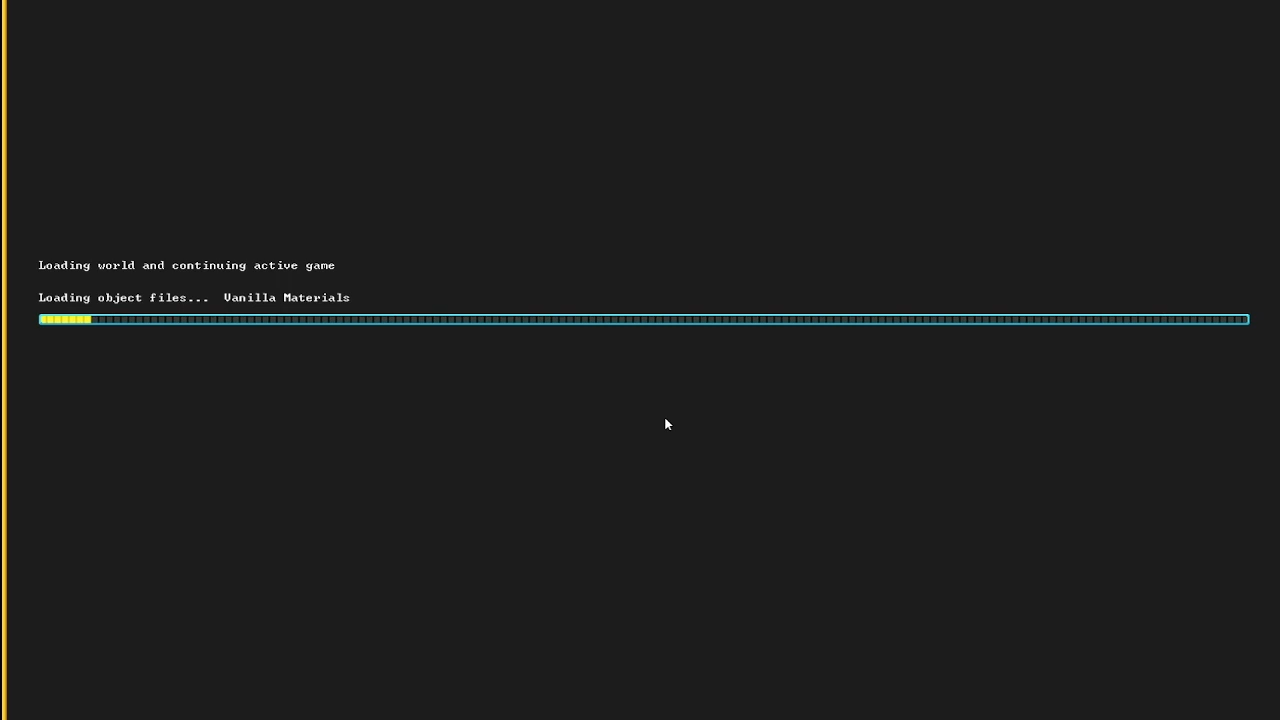 Loading world and continuing active game
Loading object files...  Vanilla Materials